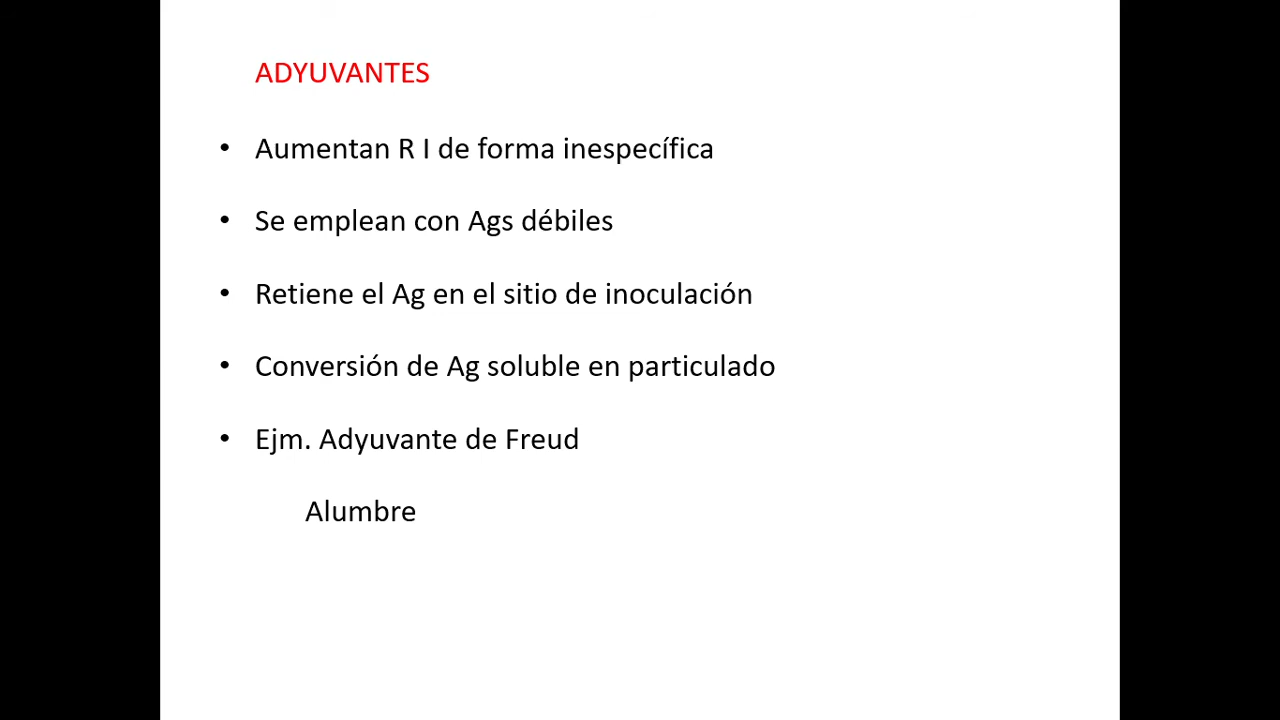 ADYUVANTES
• Aumentan R I de forma inespecífica
• Se emplean con Ags débiles
• Retiene el Ag en el sitio de inoculación
• Conversión de Ag soluble en particulado
• Ejm. Adyuvante de Freud
Alumbre